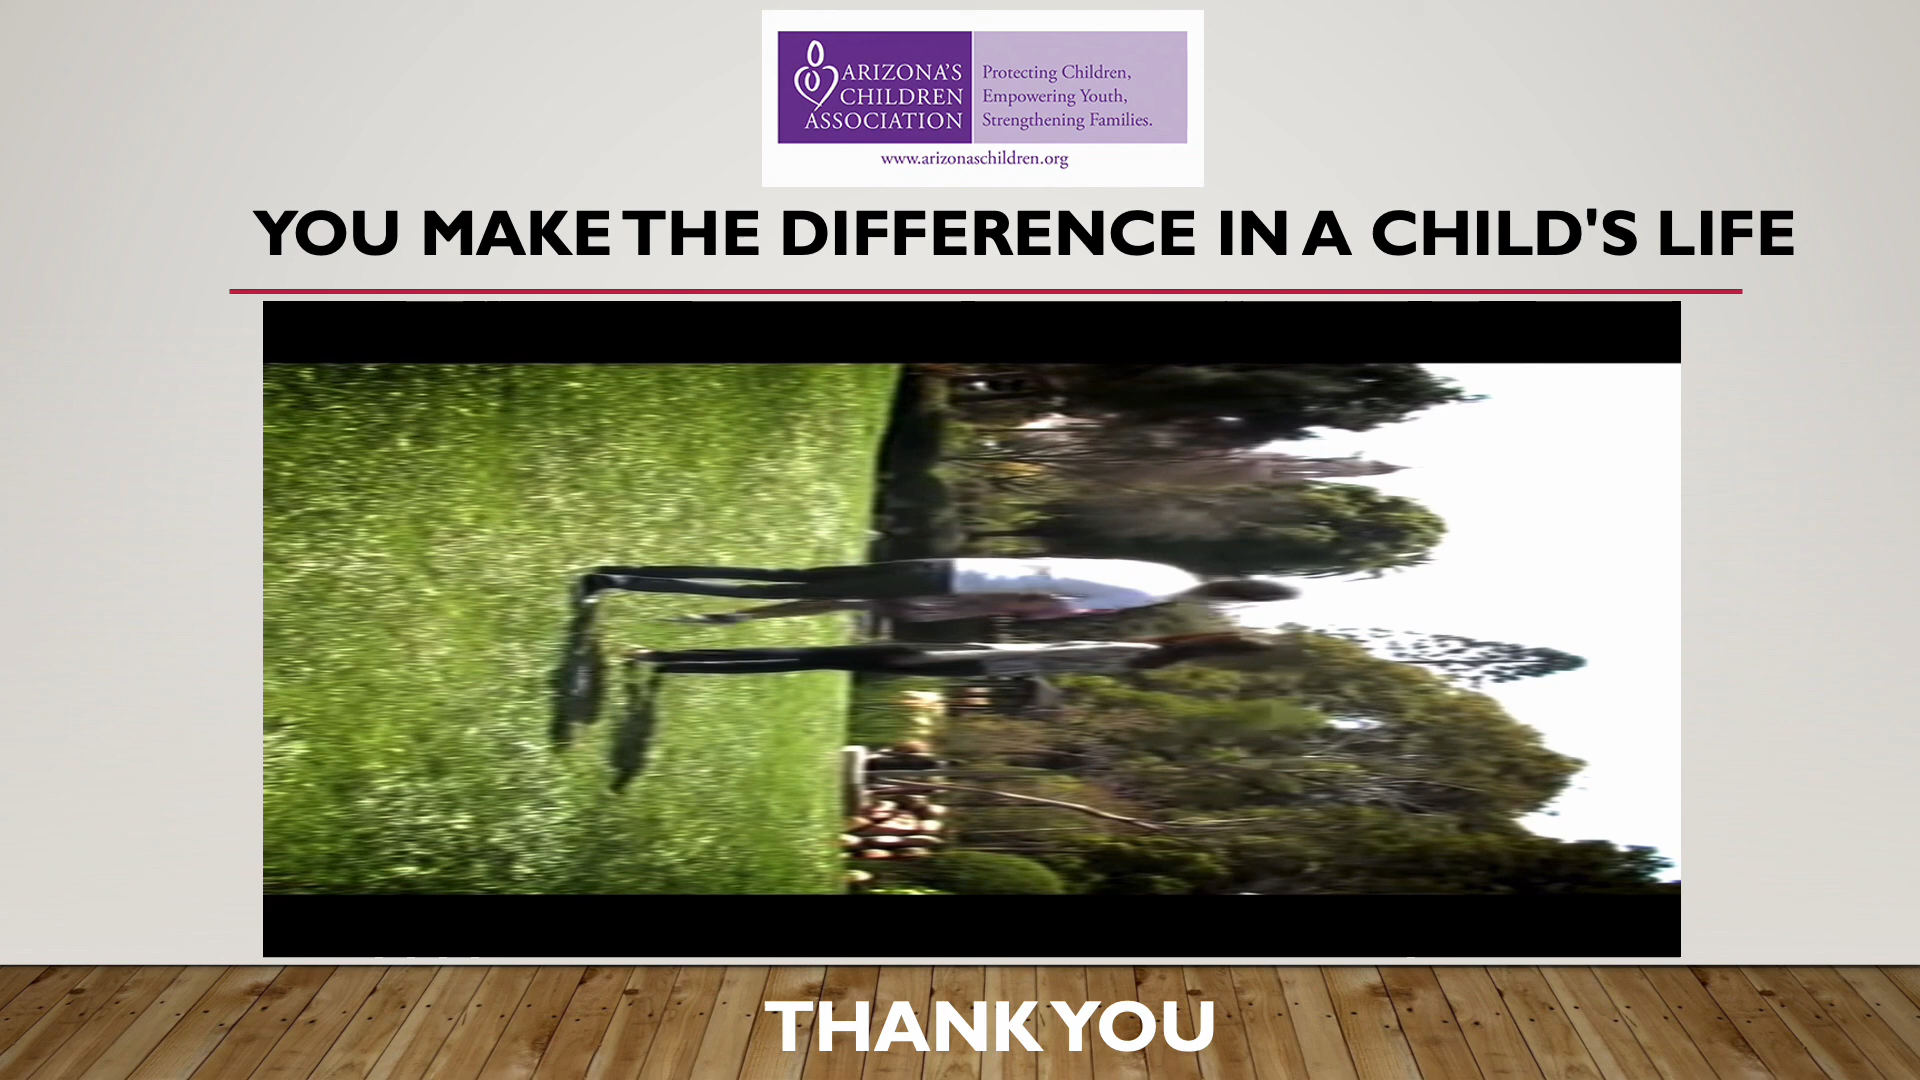 ARIZONA'S
CHILDREN
ASSOCIATION
Protecting Children,
Empowering Youth,
Strengthening Families.
www.arizonaschildren.org
YOU MAKE THE DIFFERENCE IN A CHILD'S LIFE
THANK YOU